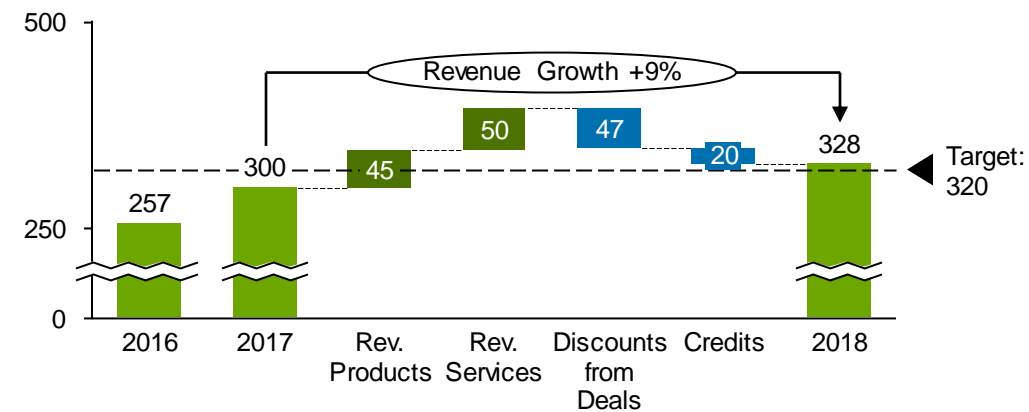 500
Revenue Growth +9%
50
47
328
300
45
20
Target:
320
257
250
0
2016
2017
Rev.
Products
Rev.
Services
Discounts
from
Deals
Credits
2018